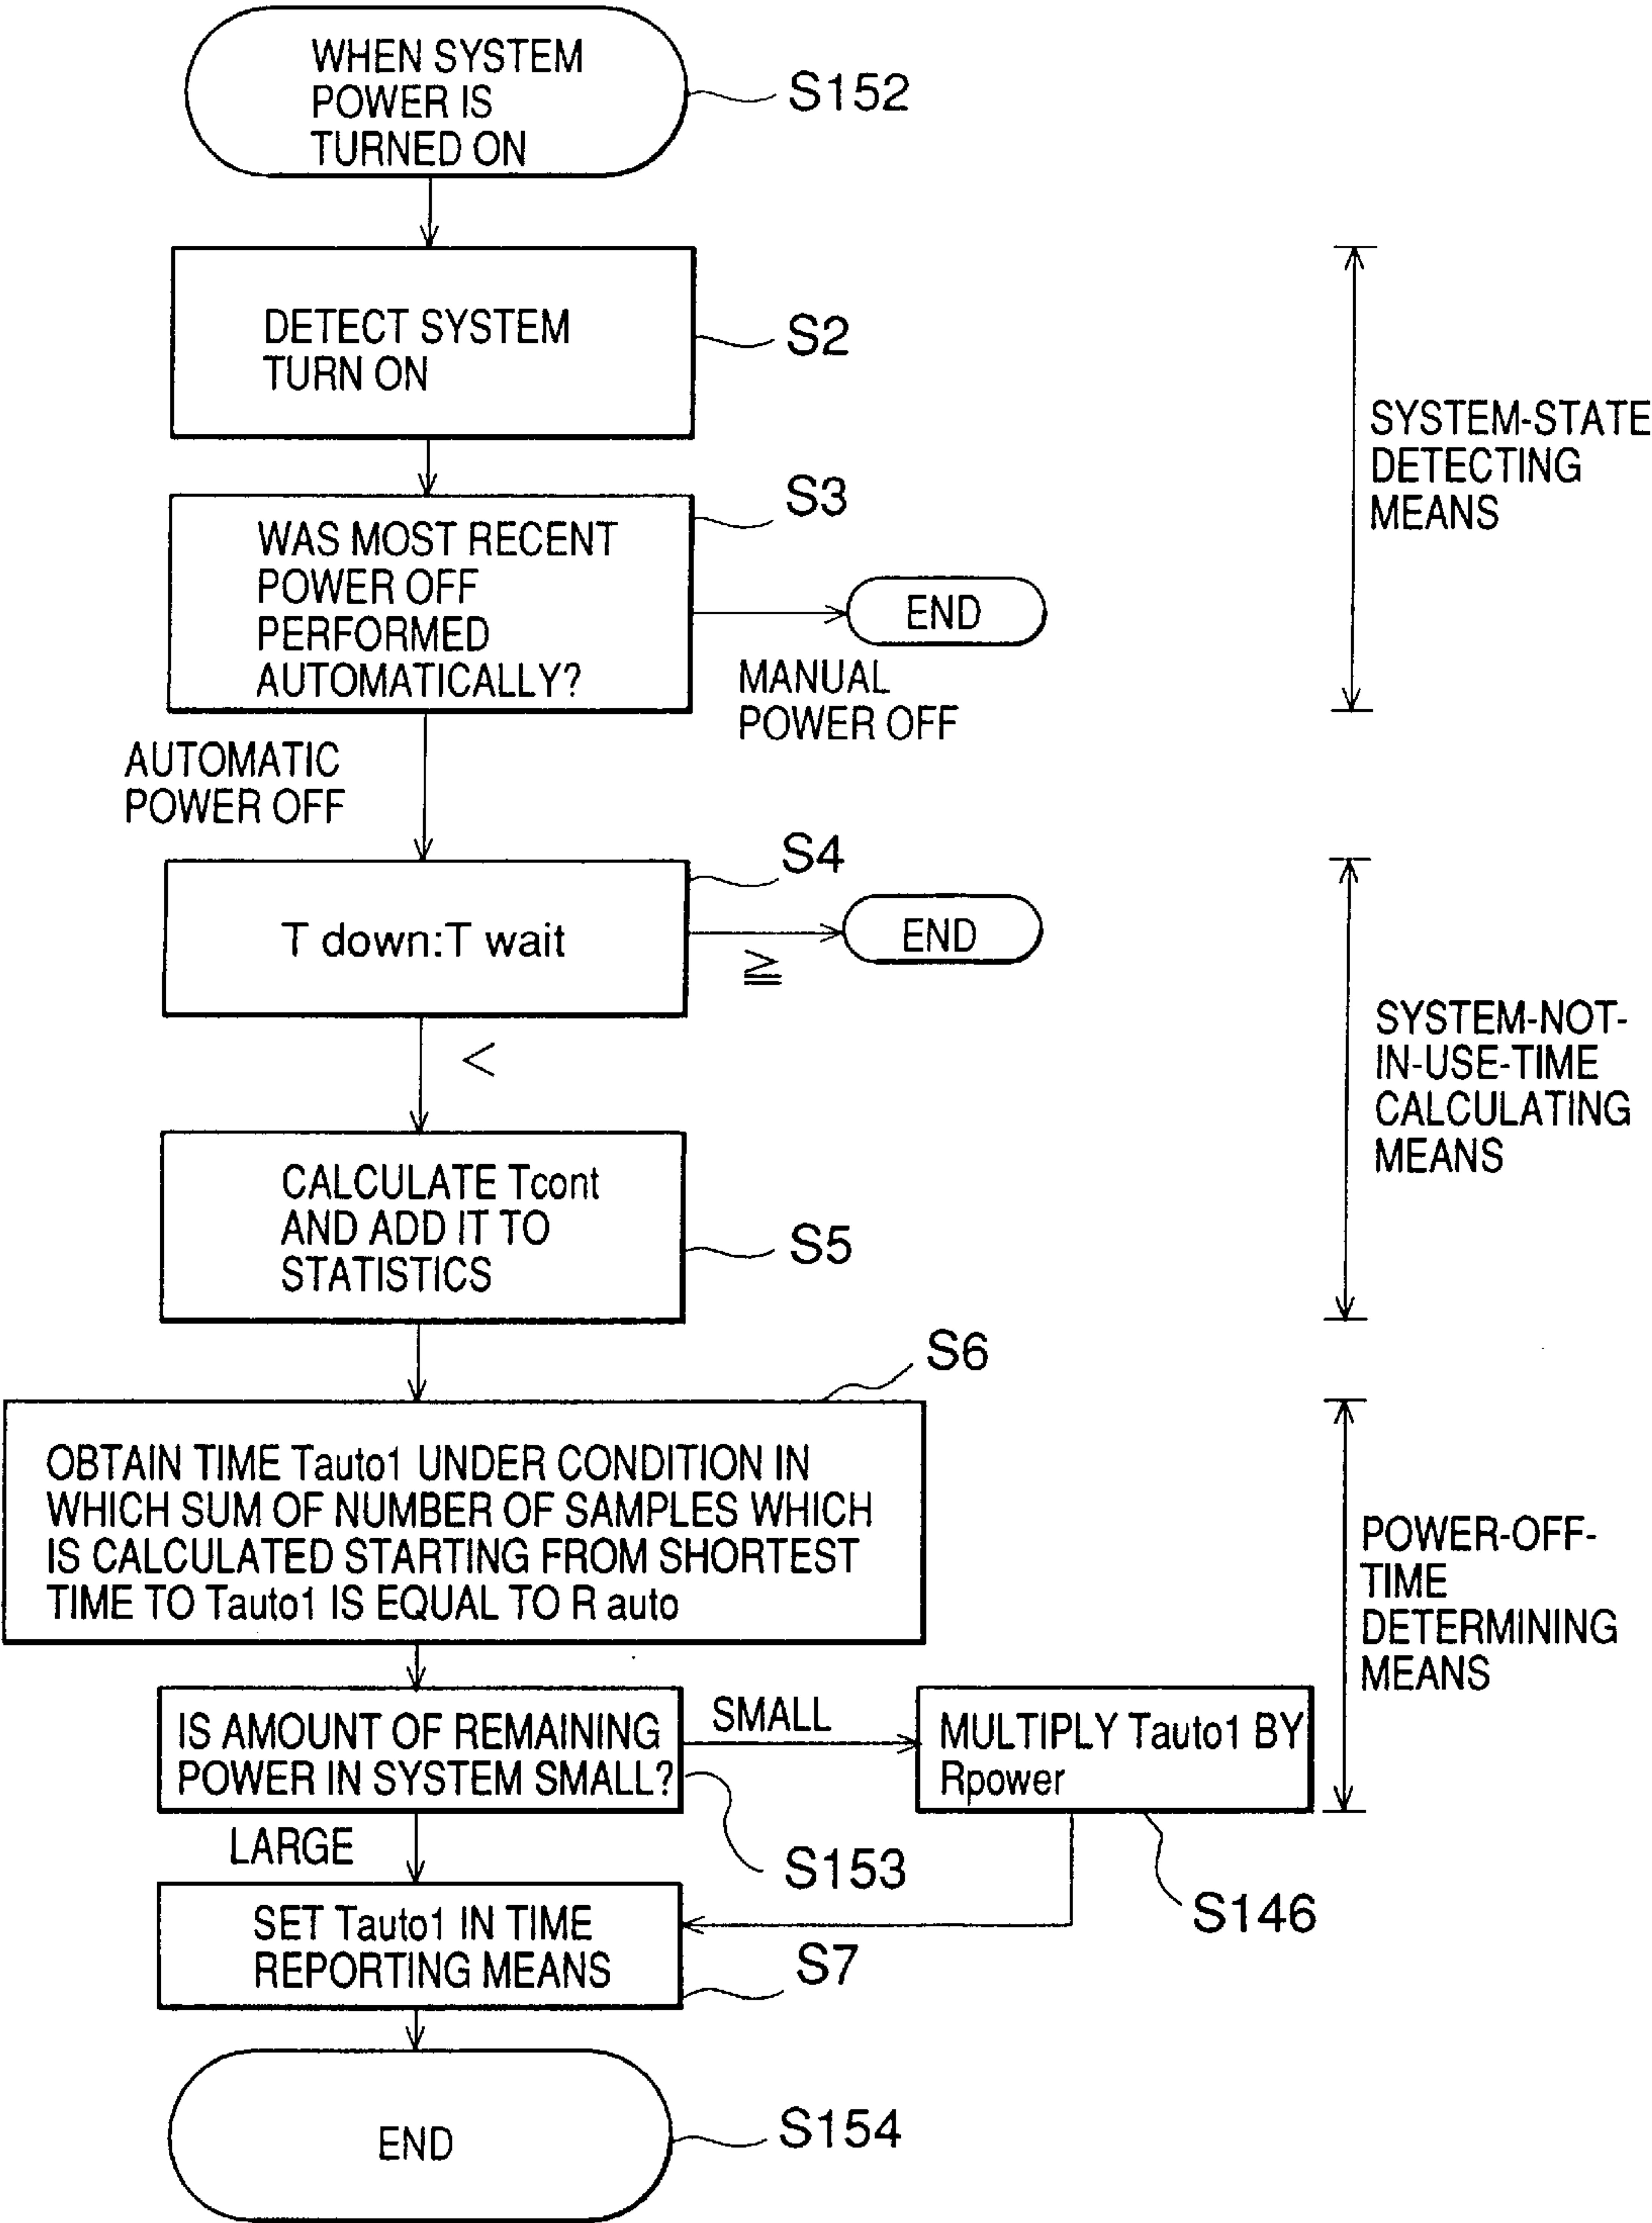 WHEN SYSTEM
POWER IS
TURNED ON
S152
DETECT SYSTEM
TURN ON
S2
SYSTEM-STATE
DETECTING
MEANS
S3
WAS MOST RECENT
POWER OFF
PERFORMED
AUTOMATICALLY?
END
MANUAL
POWER OFF
AUTOMATIC
POWER OFF
S4
T down:T wait
END
≧
<
SYSTEM-NOT-
IN-USE-TIME
CALCULATING
MEANS
CALCULATE Tcont
AND ADD IT TO
STATISTICS
S5
S6
OBTAIN TIME Tauto1 UNDER CONDITION IN
WHICH SUM OF NUMBER OF SAMPLES WHICH
IS CALCULATED STARTING FROM SHORTEST
TIME TO Tauto1 IS EQUAL TO R auto
POWER-OFF-
TIME
DETERMINING
MEANS
IS AMOUNT OF REMAINING
POWER IN SYSTEM SMALL?
SMALL
MULTIPLY Tauto1 BY
Rpower
LARGE
S153
S146
SET Tauto1 IN TIME
REPORTING MEANS
S7
END
S154